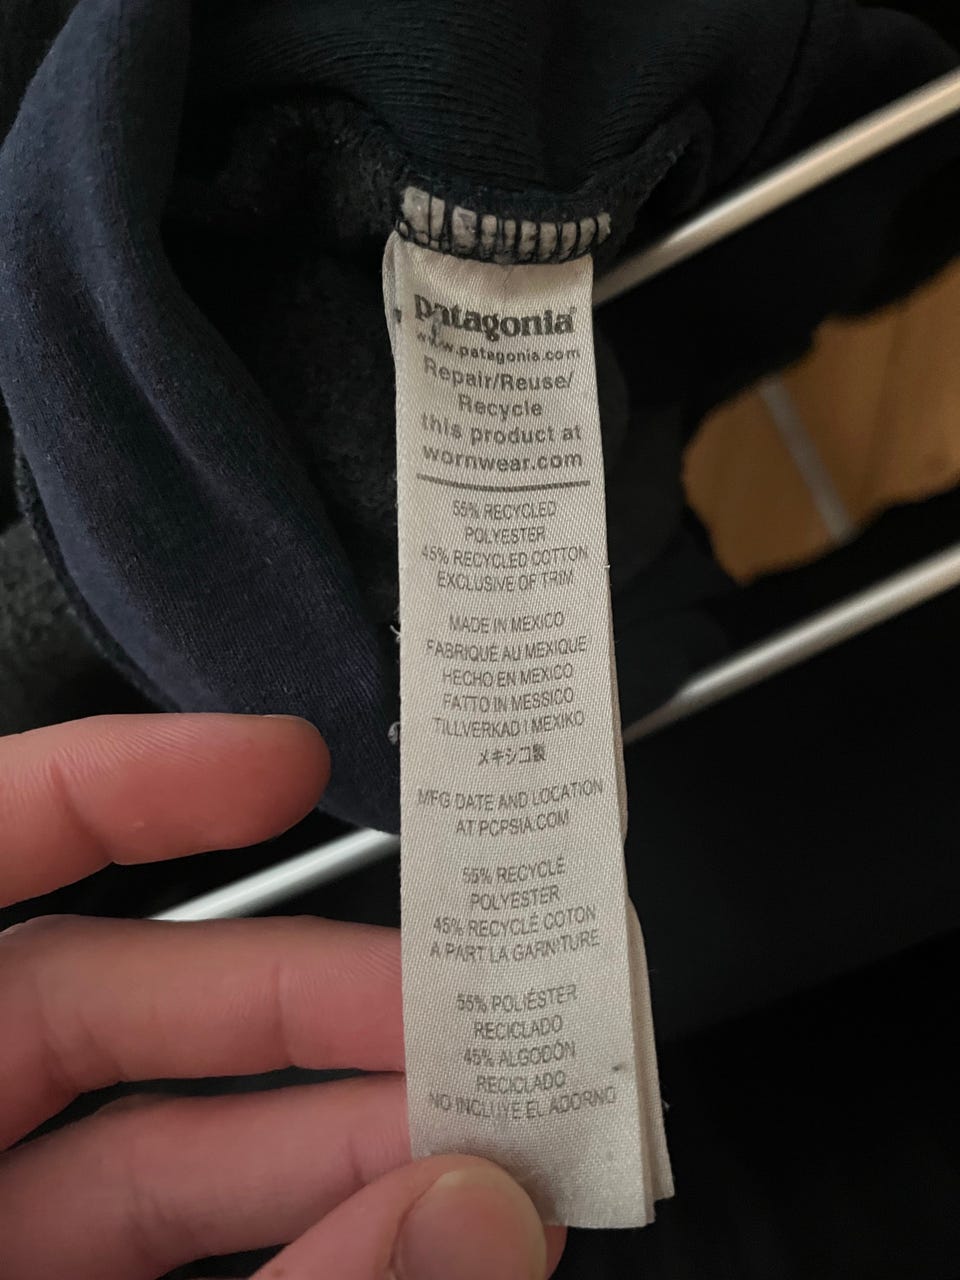 patagonia®
www.patagonia.com
Repair/Reuse/
Recycle
this product at
wornwear.com
55% RECYCLED
POLYESTER
45% RECYCLED COTTON
EXCLUSIVE OF TRIM
MADE IN MEXICO
FABRIQUÉ AU MEXIQUE
HECHO EN MEXICO
FATTO IN MESSICO
TILLVERKAD I MEXIKO
メキシコ製
MFG DATE AND LOCATION
AT PCPSIA.COM
55% RECYCLÉ
POLYESTER
45% RECYCLÉ COTON
A PART LA GARNITURE
55% POLIÉSTER
RECICLADO
45% ALGODÓN
RECICLADO
NO INCLUYE EL ADORNO